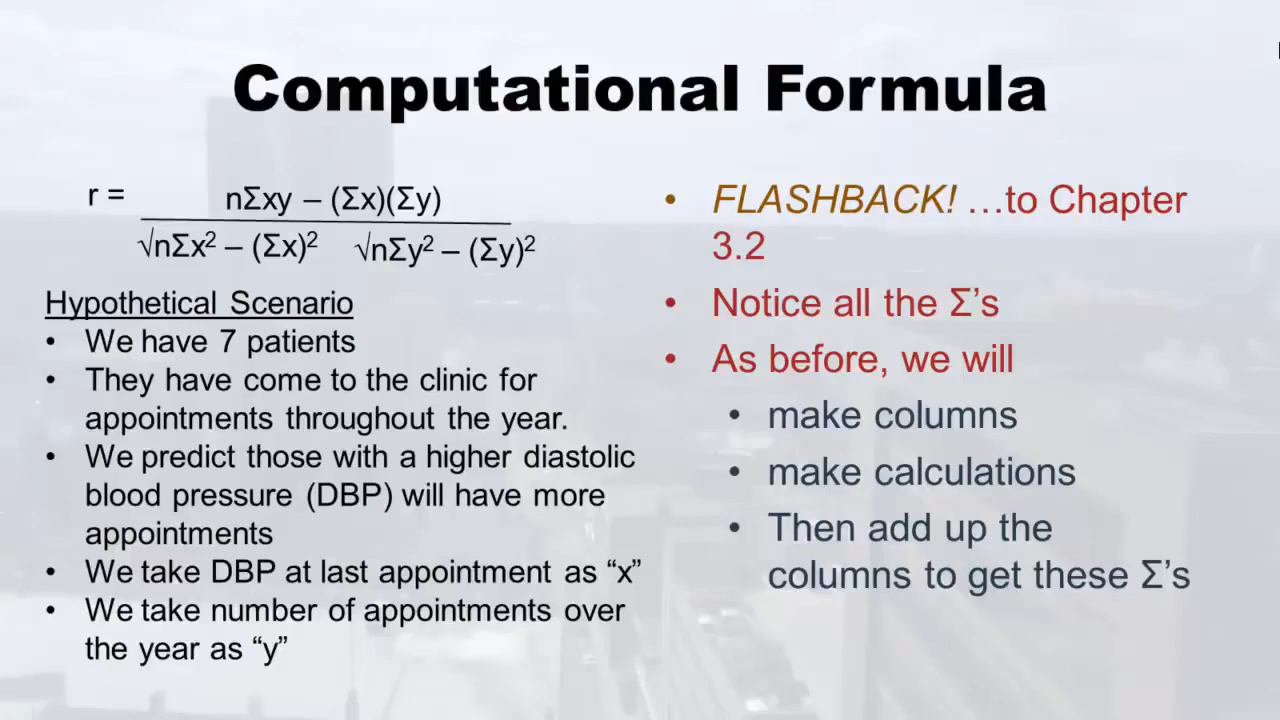 Computational Formula
r = nΣxy – (Σx)(Σy)
√nΣx² – (Σx)² √nΣy² – (Σy)²
Hypothetical Scenario
• We have 7 patients
• They have come to the clinic for
appointments throughout the year.
• We predict those with a higher diastolic
blood pressure (DBP) will have more
appointments
• We take DBP at last appointment as “x”
• We take number of appointments over
the year as “y”
• FLASHBACK! …to Chapter
3.2
• Notice all the Σ’s
• As before, we will
• make columns
• make calculations
• Then add up the
columns to get these Σ’s